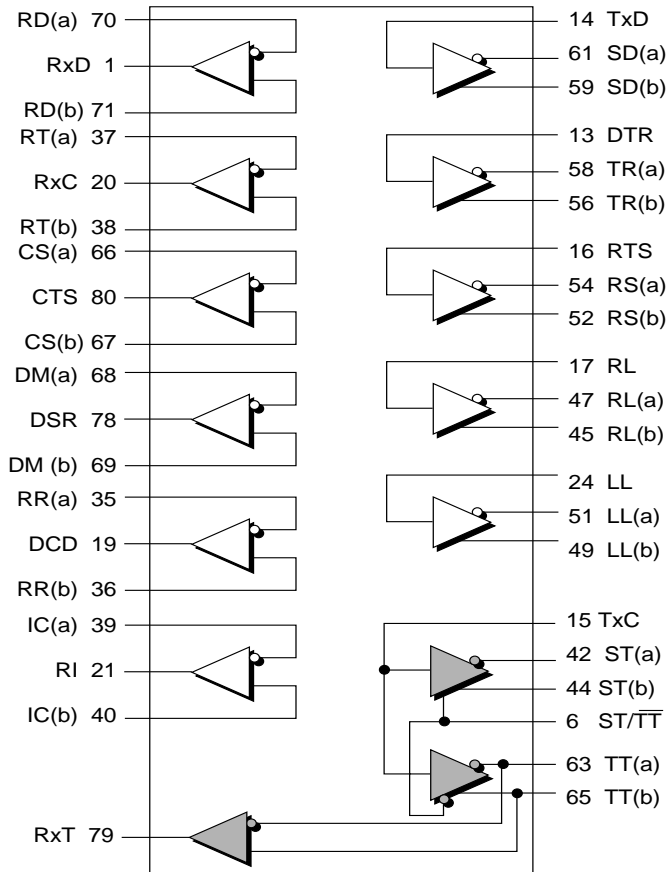 RD(a) 70
RxD 1
RD(b) 71
RT(a) 37
RxC 20
RT(b) 38
CS(a) 66
CTS 80
CS(b) 67
DM(a) 68
DSR 78
DM (b) 69
RR(a) 35
DCD 19
RR(b) 36
IC(a) 39
RI 21
IC(b) 40
RxT 79
14 TxD
61 SD(a)
59 SD(b)
13 DTR
58 TR(a)
56 TR(b)
16 RTS
54 RS(a)
52 RS(b)
17 RL
47 RL(a)
45 RL(b)
24 LL
51 LL(a)
49 LL(b)
15 TxC
42 ST(a)
44 ST(b)
6 ST/T̅T̅
63 TT(a)
65 TT(b)